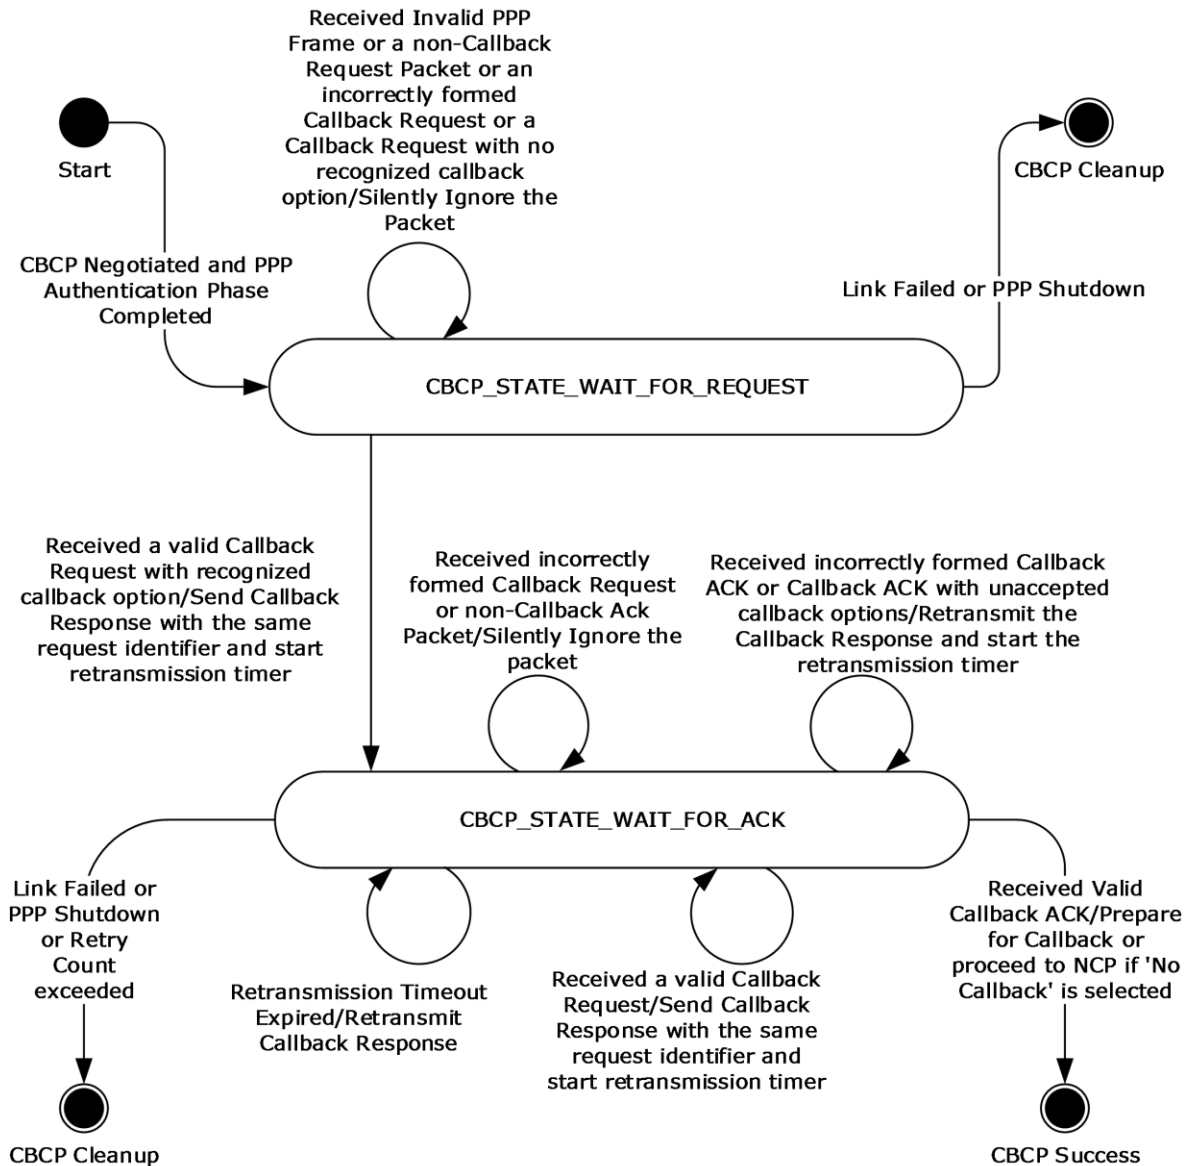 Received Invalid PPP
Frame or a non-Callback
Request Packet or an
incorrectly formed
Callback Request or a
Callback Request with no
recognized callback
option/Silently Ignore the
Packet
Start
CBCP Cleanup
CBCP Negotiated and PPP
Authentication Phase
Completed
Link Failed or PPP Shutdown
CBCP_STATE_WAIT_FOR_REQUEST
Received a valid Callback
Request with recognized
callback option/Send Callback
Response with the same
request identifier and start
retransmission timer
Received incorrectly
formed Callback Request
or non-Callback Ack
Packet/Silently Ignore the
packet
Received incorrectly formed Callback
ACK or Callback ACK with unaccepted
callback options/Retransmit the
Callback Response and start the
retransmission timer
CBCP_STATE_WAIT_FOR_ACK
Link Failed or
PPP Shutdown
or Retry
Count
exceeded
Retransmission Timeout
Expired/Retransmit
Callback Response
Received a valid Callback
Request/Send Callback
Response with the same
request identifier and
start retransmission timer
Received Valid
Callback ACK/Prepare
for Callback or
proceed to NCP if 'No
Callback' is selected
CBCP Cleanup
CBCP Success